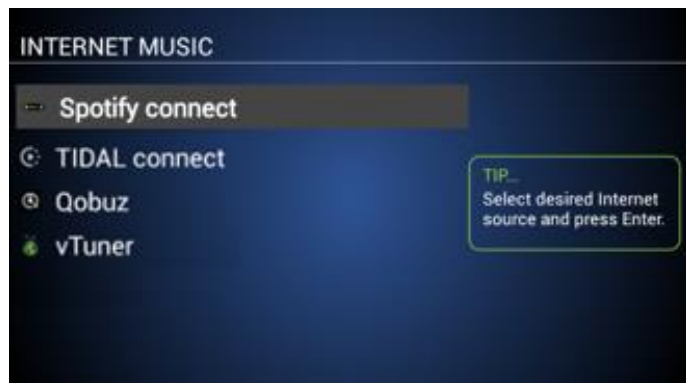 INTERNET MUSIC
Spotify connect
TIDAL connect
Qobuz
vTuner
TIP...
Select desired Internet
source and press Enter.